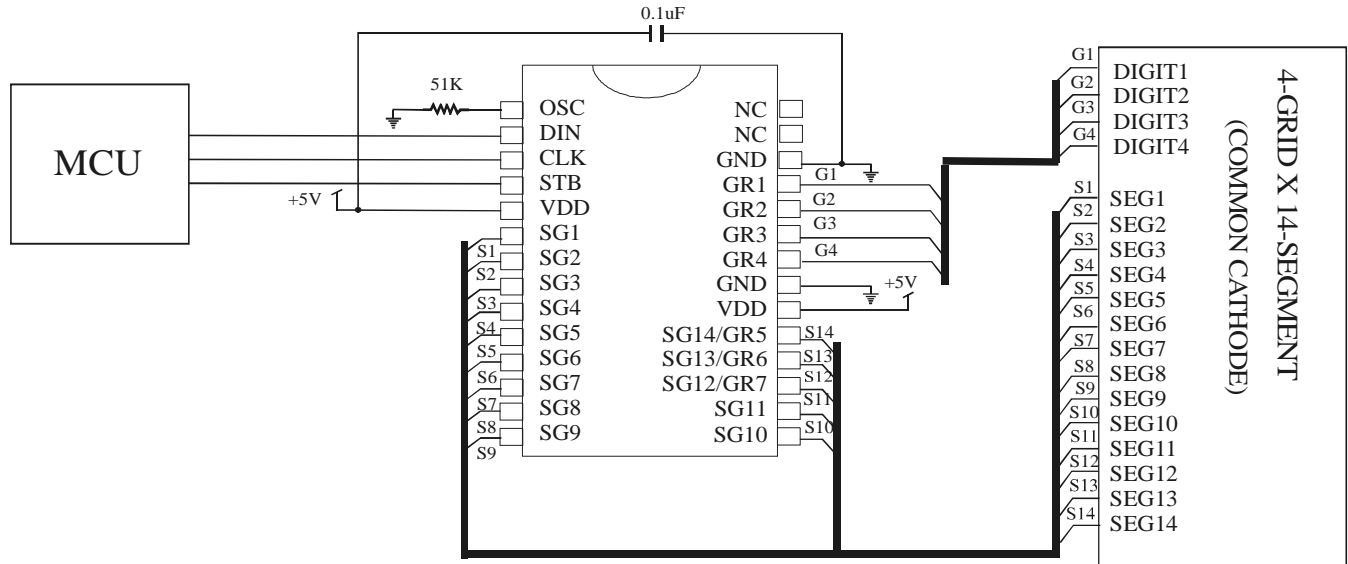 0.1uF
MCU
51K
+5V
OSC
DIN
CLK
STB
VDD
SG1
SG2
SG3
SG4
SG5
SG6
SG7
SG8
SG9
S1
S2
S3
S4
S5
S6
S7
S8
S9
NC
NC
GND
GR1
GR2
GR3
GR4
GND
VDD
SG14/GR5
SG13/GR6
SG12/GR7
SG11
SG10
G1
G2
G3
G4
+5V
S14
S13
S12
S11
S10
G1
G2
G3
G4
S1
S2
S3
S4
S5
S6
S7
S8
S9
S10
S11
S12
S13
S14
DIGIT1
DIGIT2
DIGIT3
DIGIT4
SEG1
SEG2
SEG3
SEG4
SEG5
SEG6
SEG7
SEG8
SEG9
SEG10
SEG11
SEG12
SEG13
SEG14
4-GRID X 14-SEGMENT
(COMMON CATHODE)